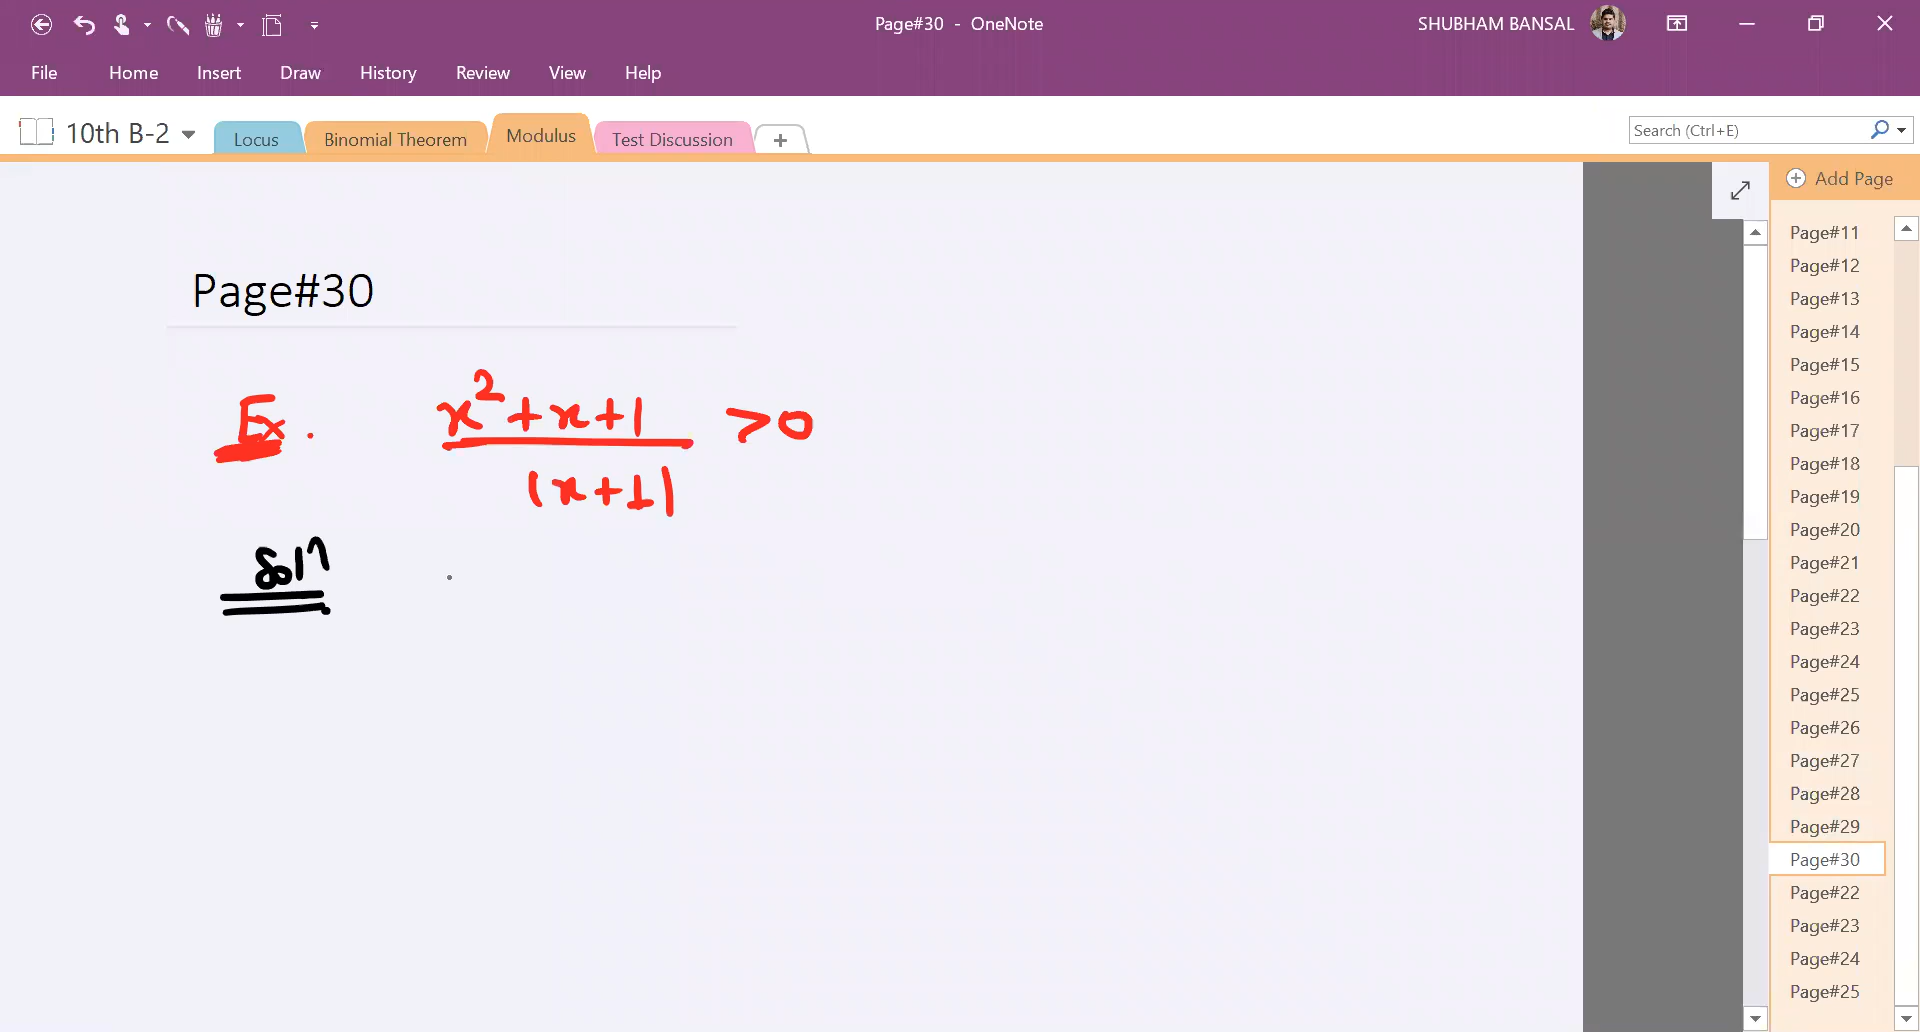 Page#30 - OneNote
SHUBHAM BANSAL
File Home Insert Draw History Review View Help
10th B-2
Locus
Binomial Theorem
Modulus
Test Discussion
Search (Ctrl+E)
Add Page
Page#30
Ex. x²+x+1 >0
|x+1|
Soln
Page#11
Page#12
Page#13
Page#14
Page#15
Page#16
Page#17
Page#18
Page#19
Page#20
Page#21
Page#22
Page#23
Page#24
Page#25
Page#26
Page#27
Page#28
Page#29
Page#30
Page#22
Page#23
Page#24
Page#25